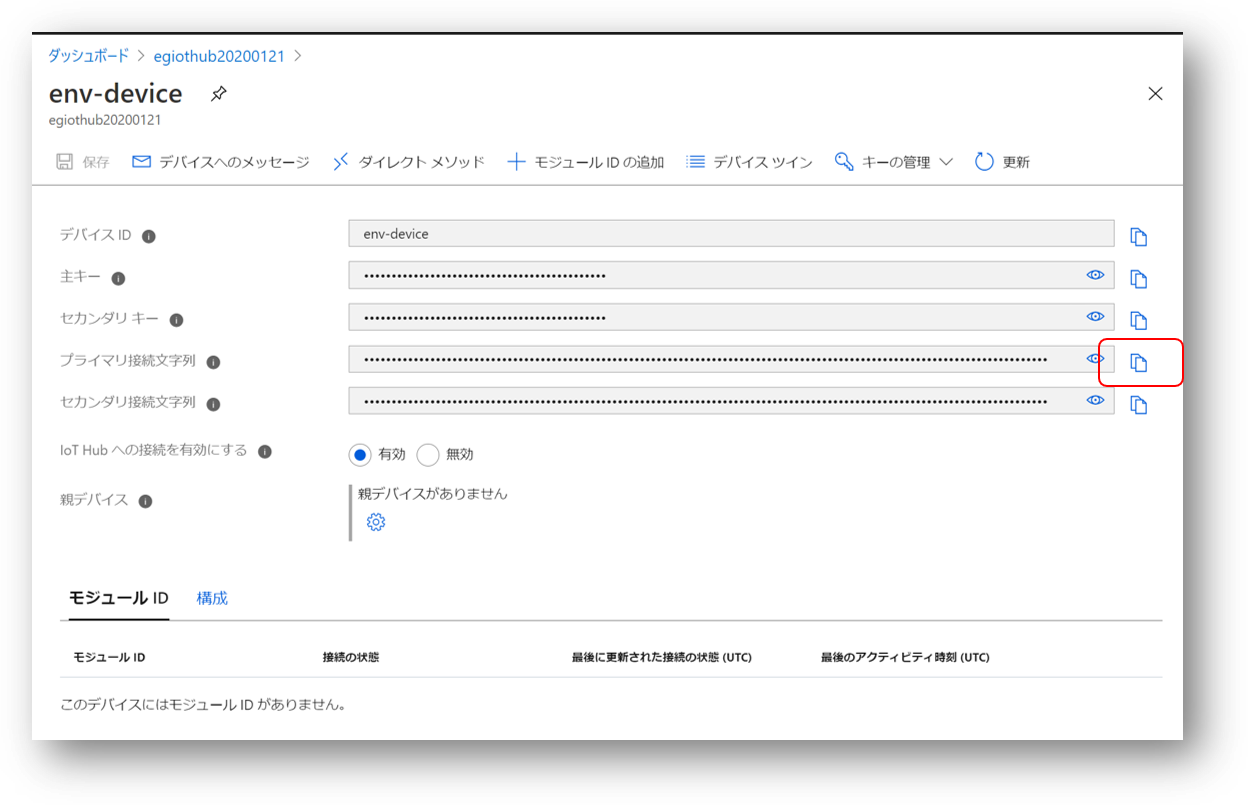 ダッシュボード > egiothub20200121 >
env-device
egiothub20200121
保存 デバイスへのメッセージ ダイレクト メソッド モジュール ID の追加 デバイス ツイン キーの管理 更新
デバイス ID env-device
主キー ••••••••••••••••••••••••••••••••••••••••••••
セカンダリ キー ••••••••••••••••••••••••••••••••••••••••••••
プライマリ接続文字列
セカンダリ接続文字列
IoT Hub への接続を有効にする 有効 無効
親デバイス 親デバイスがありません
モジュール ID 構成
モジュール ID 接続の状態 最後に更新された接続の状態 (UTC) 最後のアクティビティ時刻 (UTC)
このデバイスにはモジュール ID がありません。